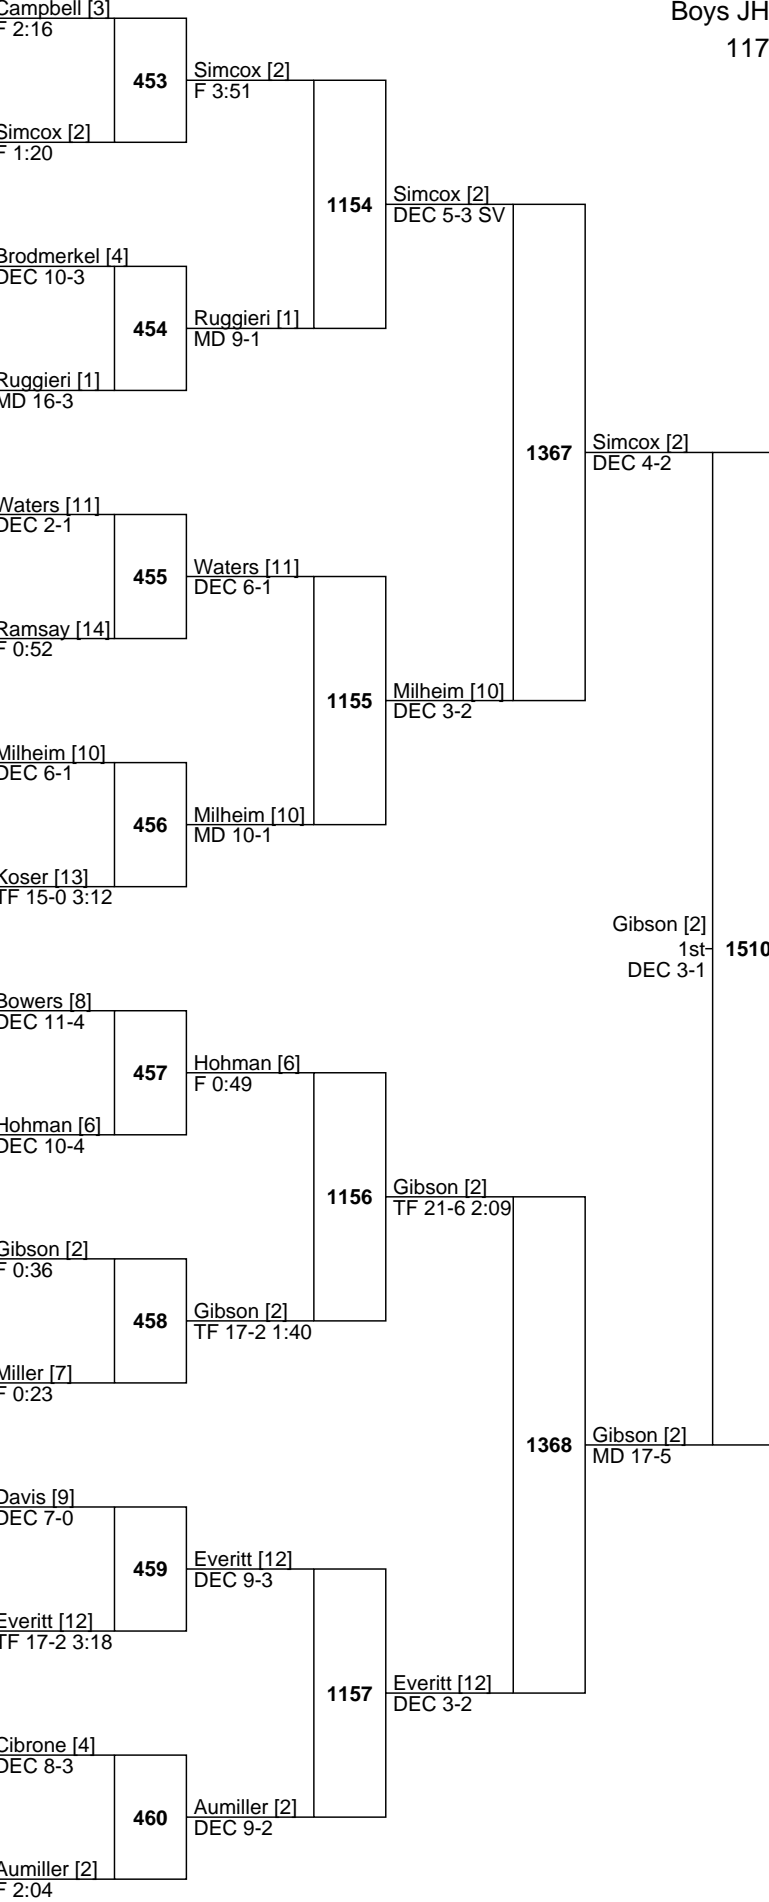 Campbell [3]
F 2:16
Boys JH
117
453
Simcox [2]
F 3:51
Simcox [2]
F 1:20
1154
Simcox [2]
DEC 5-3 SV
Brodmerkel [4]
DEC 10-3
454
Ruggieri [1]
MD 9-1
Ruggieri [1]
MD 16-3
1367
Simcox [2]
DEC 4-2
Waters [11]
DEC 2-1
455
Waters [11]
DEC 6-1
Ramsay [14]
F 0:52
1155
Milheim [10]
DEC 3-2
Milheim [10]
DEC 6-1
456
Milheim [10]
MD 10-1
Koser [13]
TF 15-0 3:12
Gibson [2]
1st
DEC 3-1
1510
Bowers [8]
DEC 11-4
457
Hohman [6]
F 0:49
Hohman [6]
DEC 10-4
1156
Gibson [2]
TF 21-6 2:09
Gibson [2]
F 0:36
458
Gibson [2]
TF 17-2 1:40
Miller [7]
F 0:23
1368
Gibson [2]
MD 17-5
Davis [9]
DEC 7-0
459
Everitt [12]
DEC 9-3
Everitt [12]
TF 17-2 3:18
1157
Everitt [12]
DEC 3-2
Cibrone [4]
DEC 8-3
460
Aumiller [2]
DEC 9-2
Aumiller [2]
F 2:04